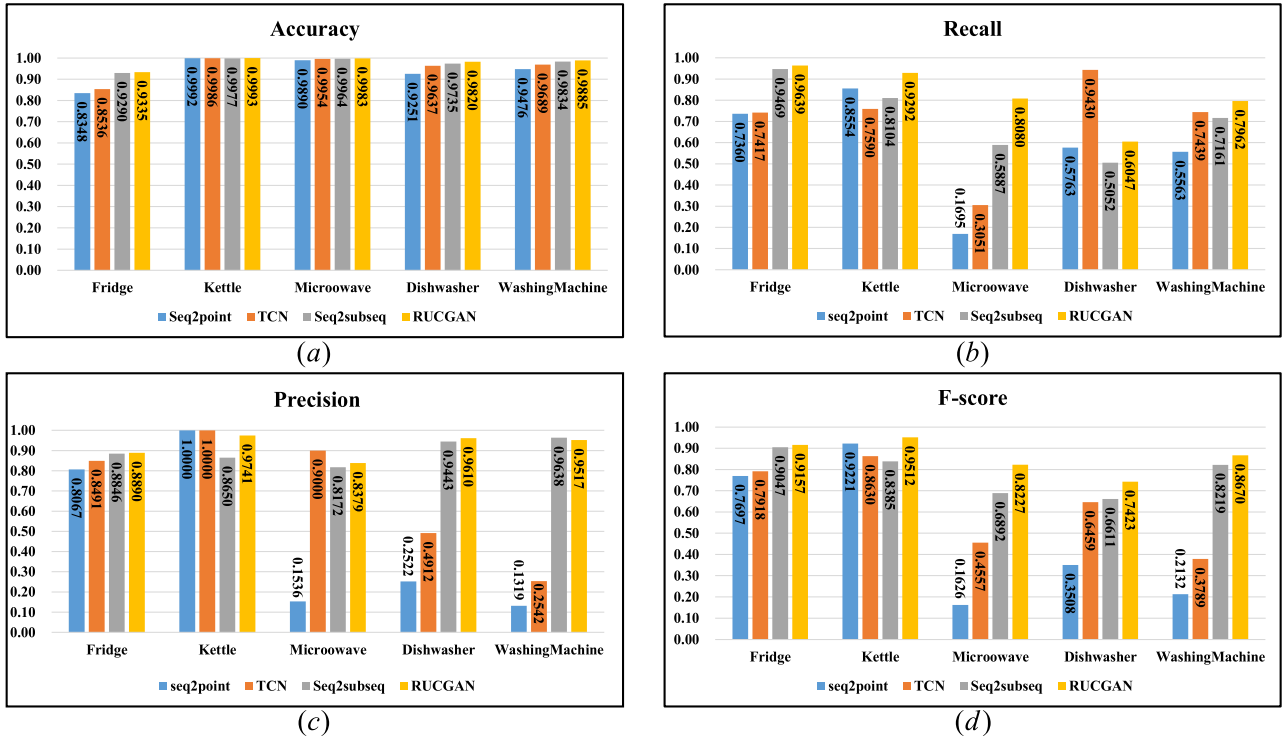 Accuracy
1.00
0.90
0.80
0.70
0.60
0.50
0.40
0.30
0.20
0.10
0.00
0.8348 0.8536 0.9290 0.9335
0.9992 0.9986 0.9977 0.9993
0.9890 0.9954 0.9964 0.9983
0.9251 0.9637 0.9735 0.9820
0.9476 0.9689 0.9834 0.9885
Fridge Kettle Microowave Dishwasher WashingMachine
Seq2point TCN Seq2subseq RUCGAN
(a)
Recall
1.00
0.90
0.80
0.70
0.60
0.50
0.40
0.30
0.20
0.10
0.00
0.7360 0.7417 0.9469 0.9639
0.8554 0.7590 0.8104 0.9292
0.1695 0.3051 0.5887 0.8080
0.5763 0.9430 0.5052 0.6047
0.5563 0.7439 0.7161 0.7962
Fridge Kettle Microowave Dishwasher WashingMachine
seq2point TCN Seq2subseq RUCGAN
(b)
Precision
1.00
0.90
0.80
0.70
0.60
0.50
0.40
0.30
0.20
0.10
0.00
0.8067 0.8491 0.8846 0.8890
1.0000 1.0000 0.8650 0.9741
0.1536 0.9000 0.8172 0.8379
0.2522 0.4912 0.9443 0.9610
0.1319 0.2542 0.9638 0.9517
Fridge Kettle Microowave Dishwasher WashingMachine
seq2point TCN Seq2subseq RUCGAN
(c)
F-score
1.00
0.90
0.80
0.70
0.60
0.50
0.40
0.30
0.20
0.10
0.00
0.7697 0.7918 0.9047 0.9157
0.9221 0.8630 0.8385 0.9512
0.1626 0.4557 0.6892 0.8227
0.3508 0.6459 0.6611 0.7423
0.2132 0.3789 0.8219 0.8670
Fridge Kettle Microowave Dishwasher WashingMachine
seq2point TCN Seq2subseq RUCGAN
(d)